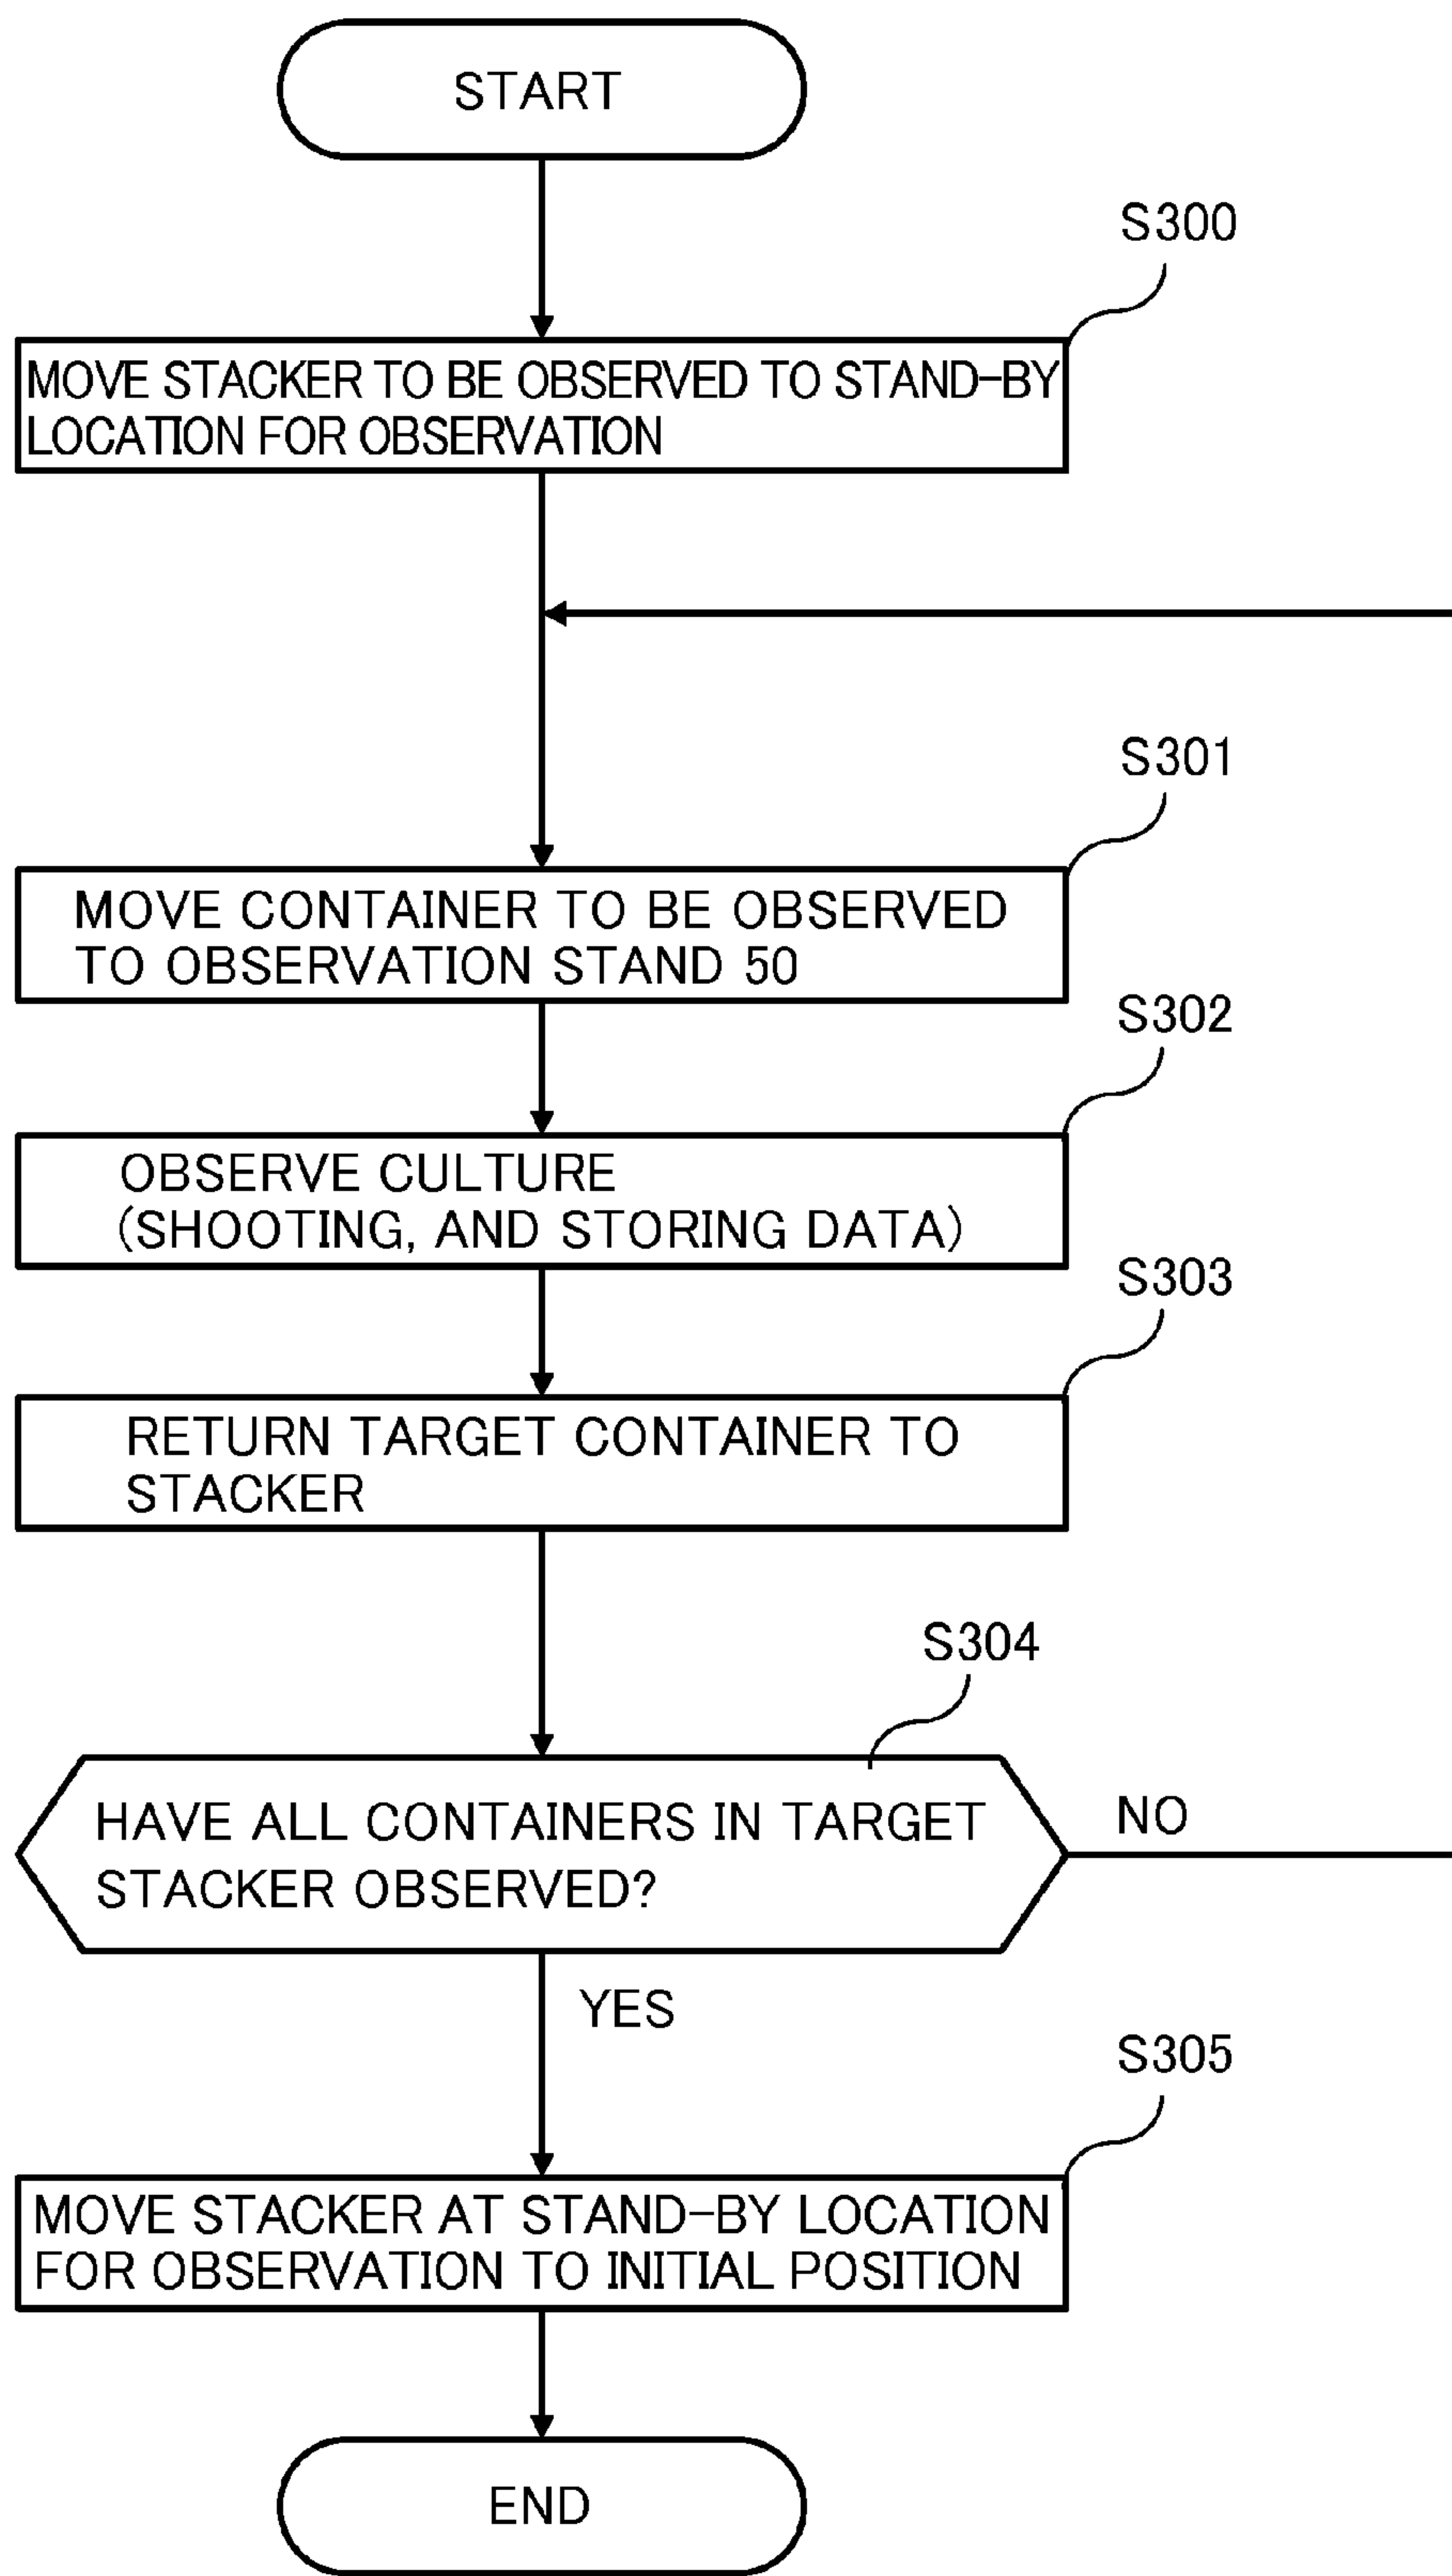 START
S300
MOVE STACKER TO BE OBSERVED TO STAND-BY
LOCATION FOR OBSERVATION
S301
MOVE CONTAINER TO BE OBSERVED
TO OBSERVATION STAND 50
S302
OBSERVE CULTURE
(SHOOTING, AND STORING DATA)
S303
RETURN TARGET CONTAINER TO
STACKER
S304
HAVE ALL CONTAINERS IN TARGET
STACKER OBSERVED?
NO
YES
S305
MOVE STACKER AT STAND-BY LOCATION
FOR OBSERVATION TO INITIAL POSITION
END